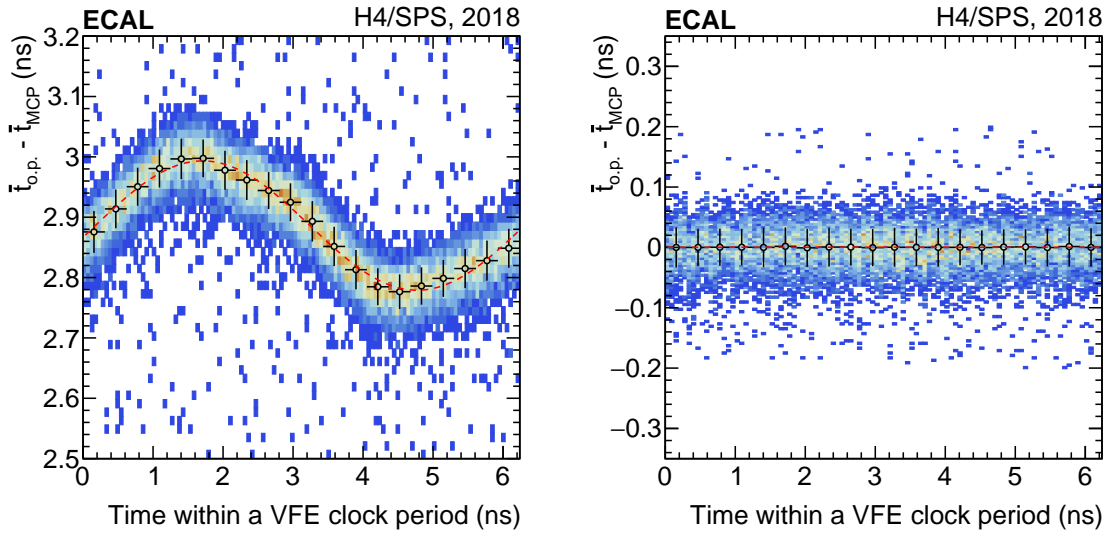 ECAL H4/SPS, 2018
t̄o.p. - t̄MCP (ns)
3.2
3.1
3.0
2.9
2.8
2.7
2.6
2.5
0 1 2 3 4 5 6
Time within a VFE clock period (ns)
ECAL H4/SPS, 2018
t̄o.p. - t̄MCP (ns)
0.3
0.2
0.1
0
−0.1
−0.2
−0.3
0 1 2 3 4 5 6
Time within a VFE clock period (ns)